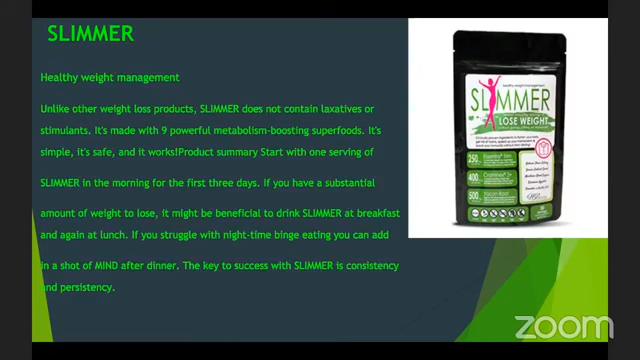 SLIMMER
Healthy weight management
Unlike other weight loss products, SLIMMER does not contain laxatives or
stimulants. It's made with 9 powerful metabolism-boosting superfoods. It's
simple, it's safe, and it works!Product summary Start with one serving of
SLIMMER in the morning for the first three days. If you have a substantial
amount of weight to lose, it might be beneficial to drink SLIMMER at breakfast
and again at lunch. If you struggle with night-time binge eating you can add
in a shot of MIND after dinner. The key to success with SLIMMER is consistency
and persistency.
healthy weight management
SLIMMER
LOSE WEIGHT
250
400
500
zoom